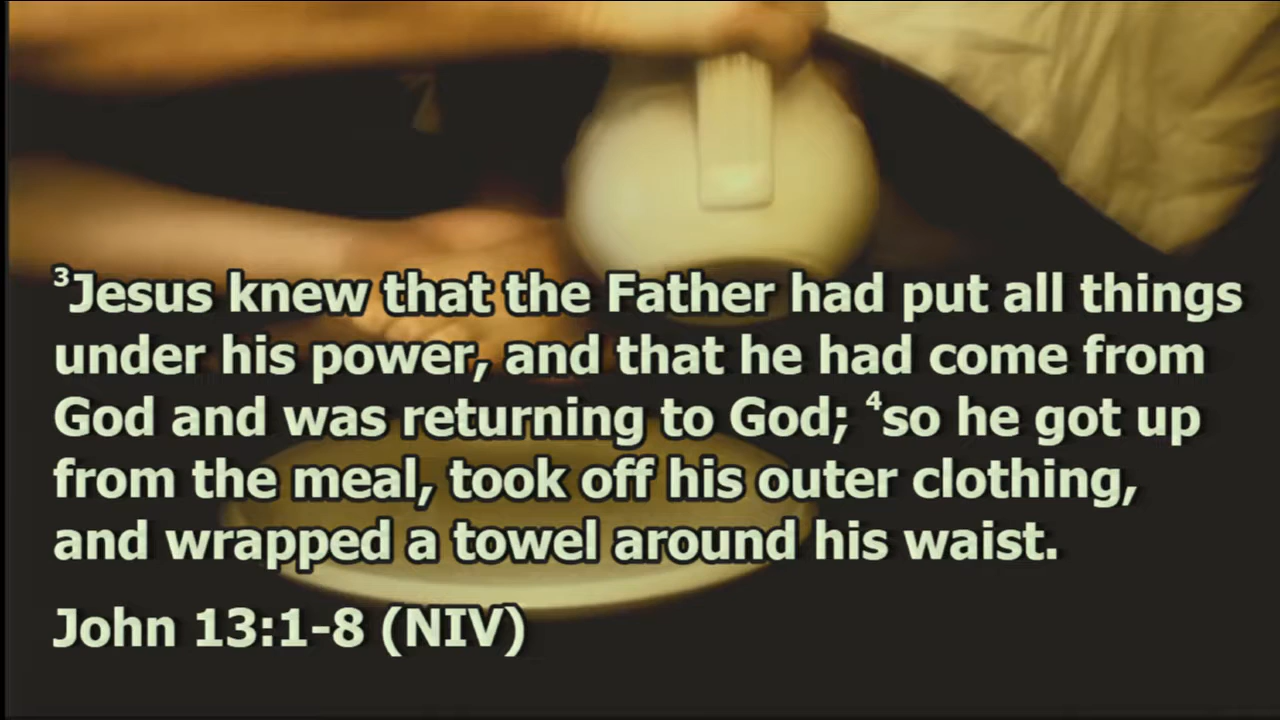 ³Jesus knew that the Father had put all things
under his power, and that he had come from
God and was returning to God; ⁴so he got up
from the meal, took off his outer clothing,
and wrapped a towel around his waist.
John 13:1-8 (NIV)